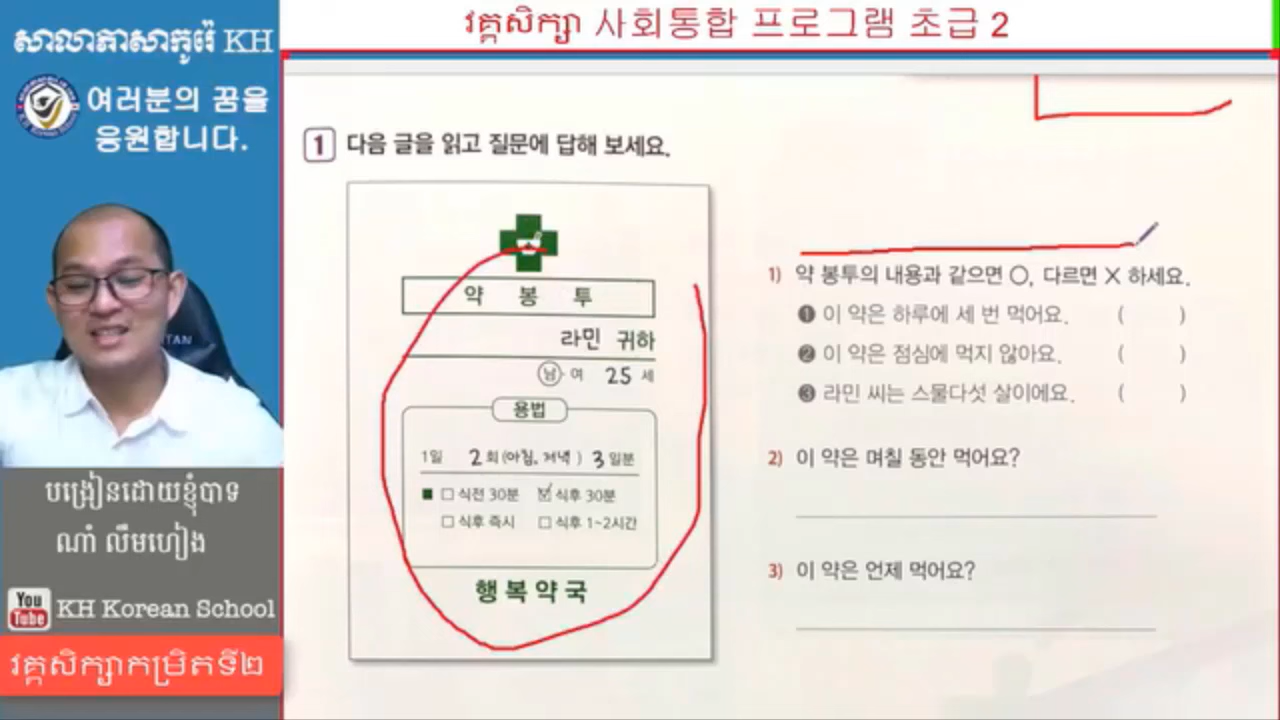 សាលាភាសាកូរ៉េ KH
여러분의 꿈을
응원합니다.
បង្រៀនដោយខ្ញុំបាទ
ណាំ លឹមហៀង
You Tube KH Korean School
វគ្គសិក្សាកម្រិតទី២
វគ្គសិក្សា 사회통합 프로그램 초급 2
1 다음 글을 읽고 질문에 답해 보세요.
약 봉 투
라민 귀하
남 여 25 세
용법
1일 2회(아침, 저녁) 3일분
■ □ 식전 30분 ☑ 식후 30분
□ 식후 즉시 □ 식후 1~2시간
행복약국
1) 약 봉투의 내용과 같으면 ○, 다르면 X 하세요.
❶ 이 약은 하루에 세 번 먹어요. ( )
❷ 이 약은 점심에 먹지 않아요. ( )
❸ 라민 씨는 스물다섯 살이에요. ( )
2) 이 약은 며칠 동안 먹어요?
3) 이 약은 언제 먹어요?